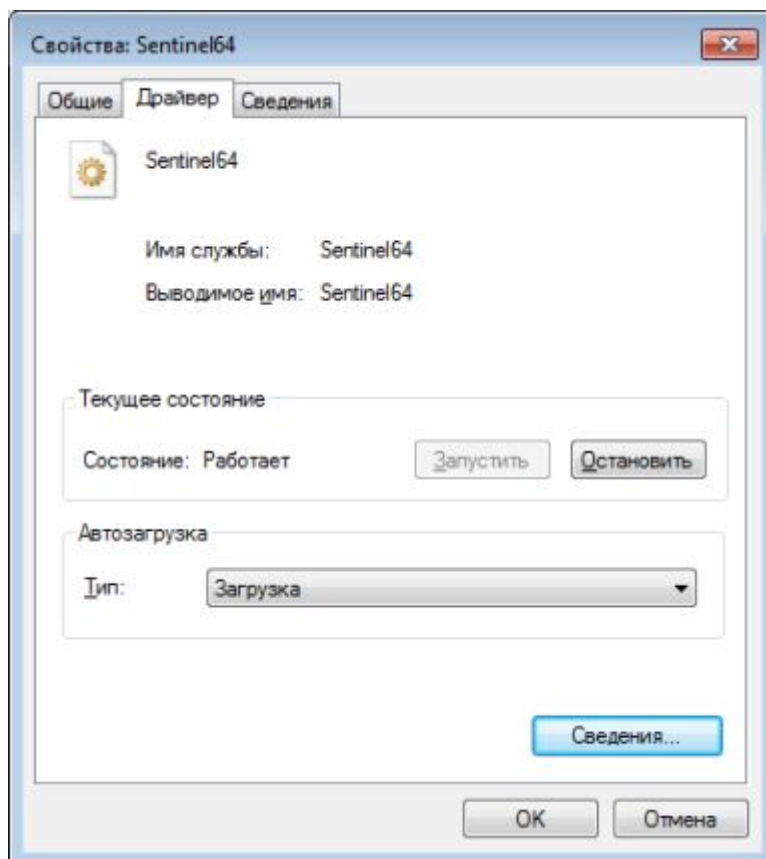 Свойства: Sentinel64
Общие Драйвер Сведения
Sentinel64
Имя службы: Sentinel64
Выводимое имя: Sentinel64
Текущее состояние
Состояние: Работает Запустить Остановить
Автозагрузка
Тип: Загрузка
Сведения...
OK Отмена